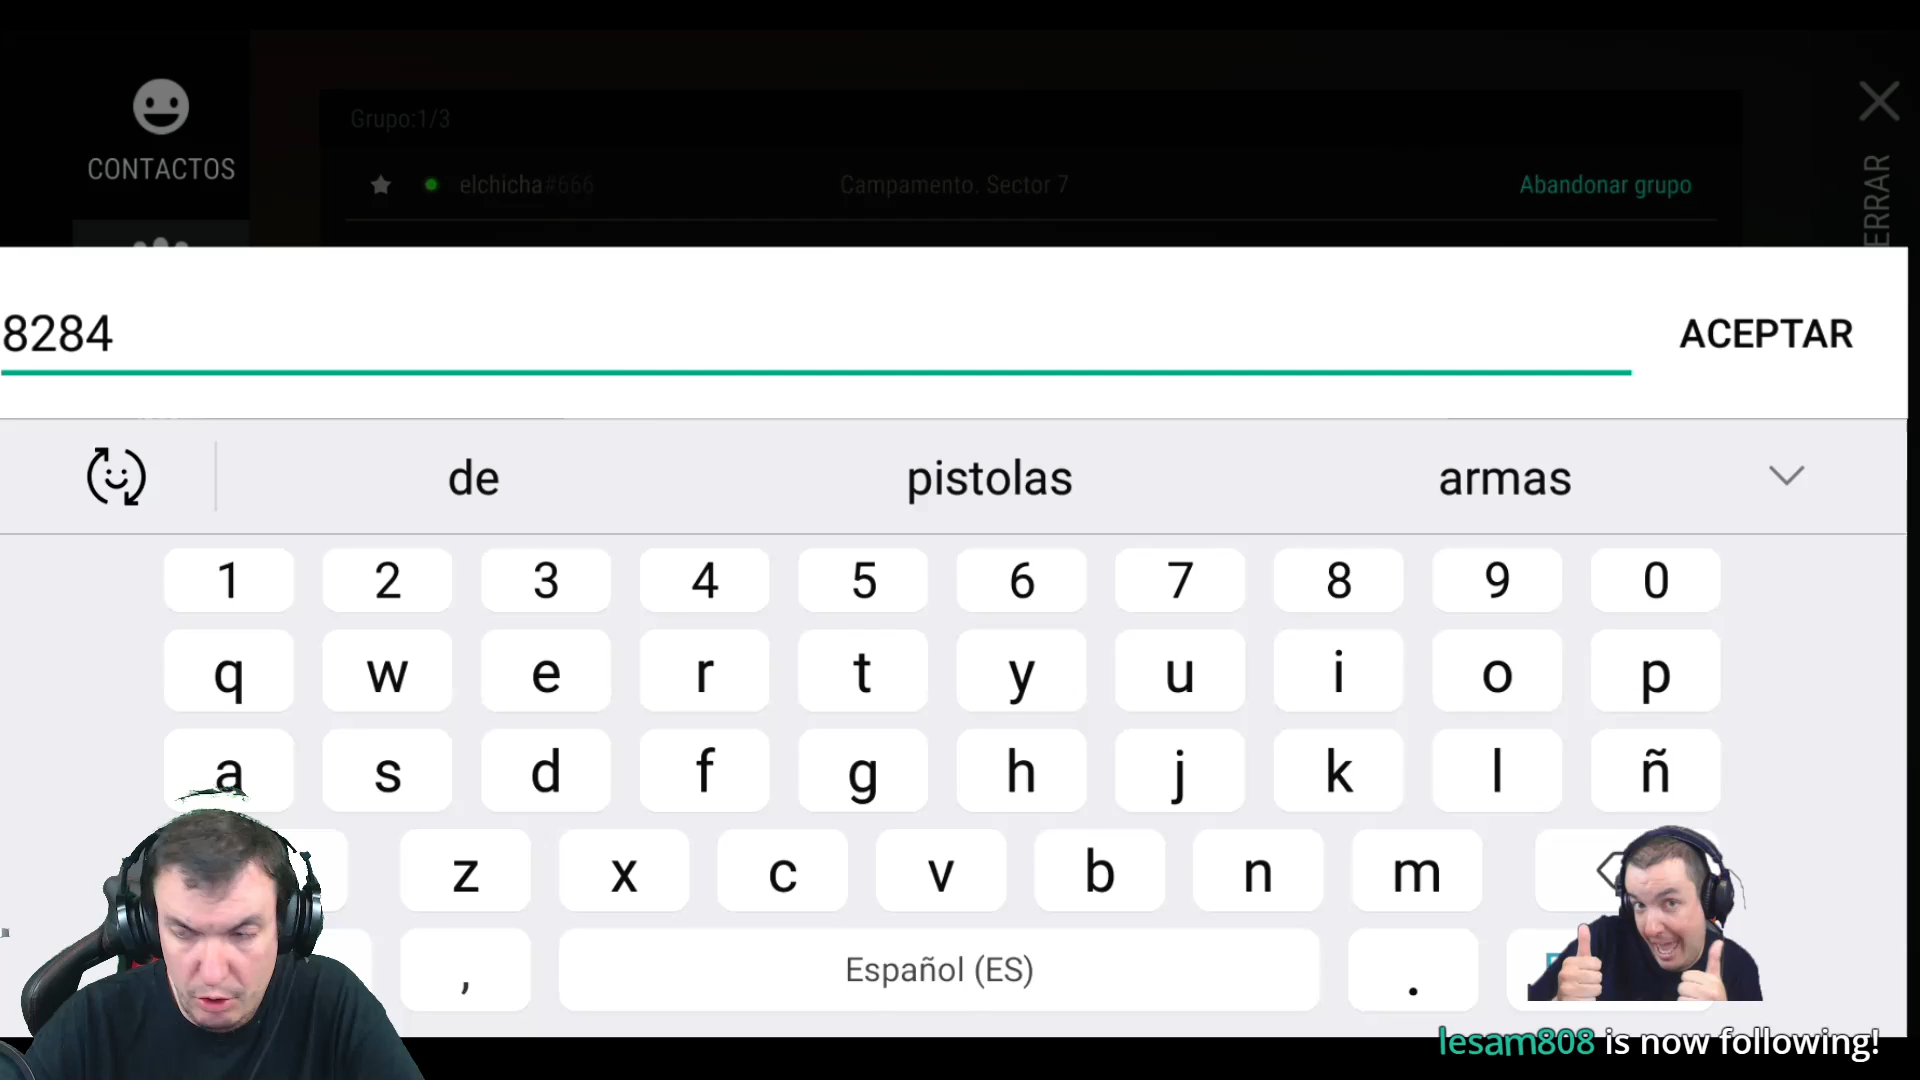 Grupo:1/3
CONTACTOS
elchicha#666
Campamento. Sector 7
Abandonar grupo
ERRAR
8284
ACEPTAR
de
pistolas
armas
1 2 3 4 5 6 7 8 9 0
q w e r t y u i o p
a s d f g h j k l ñ
z x c v b n m
, Español (ES) .
lesam808 is now following!